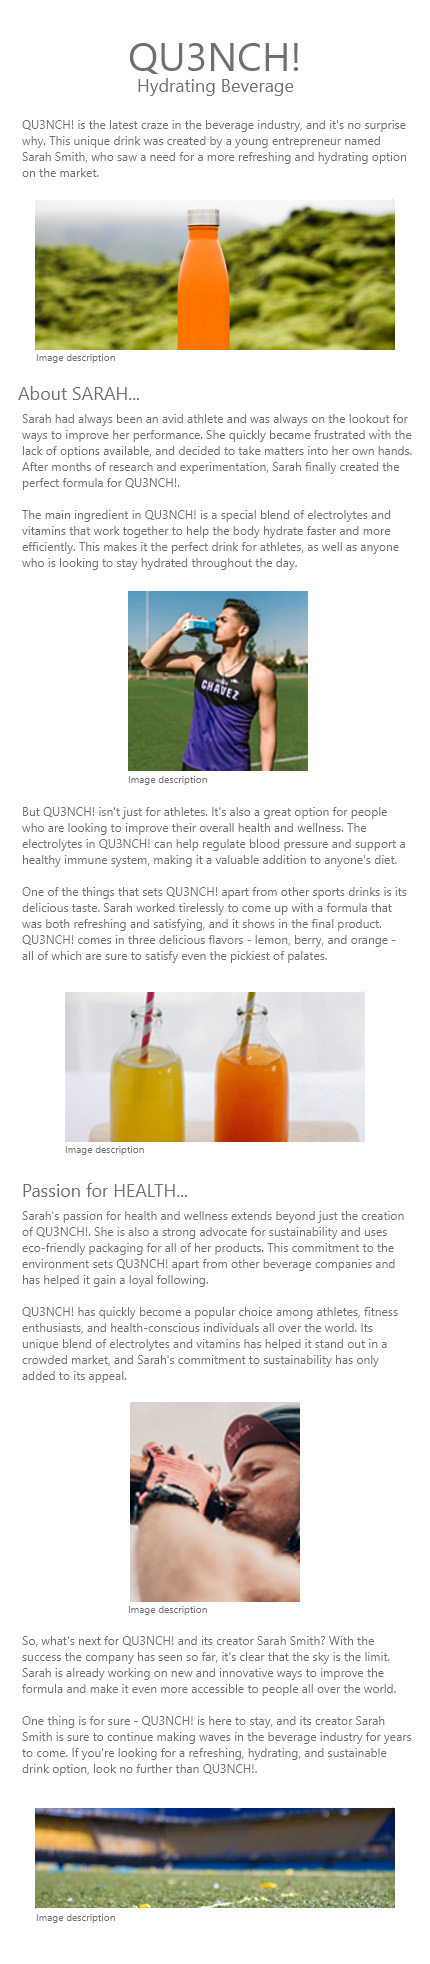 QU3NCH!
Hydrating Beverage
QU3NCH! is the latest craze in the beverage industry, and it's no surprise
why. This unique drink was created by a young entrepreneur named
Sarah Smith, who saw a need for a more refreshing and hydrating option
on the market.
Image description
About SARAH...
Sarah had always been an avid athlete and was always on the lookout for
ways to improve her performance. She quickly became frustrated with the
lack of options available, and decided to take matters into her own hands.
After months of research and experimentation, Sarah finally created the
perfect formula for QU3NCH!.
The main ingredient in QU3NCH! is a special blend of electrolytes and
vitamins that work together to help the body hydrate faster and more
efficiently. This makes it the perfect drink for athletes, as well as anyone
who is looking to stay hydrated throughout the day.
CHAVEZ
Image description
But QU3NCH! isn't just for athletes. It's also a great option for people
who are looking to improve their overall health and wellness. The
electrolytes in QU3NCH! can help regulate blood pressure and support a
healthy immune system, making it a valuable addition to anyone's diet.
One of the things that sets QU3NCH! apart from other sports drinks is its
delicious taste. Sarah worked tirelessly to come up with a formula that
was both refreshing and satisfying, and it shows in the final product.
QU3NCH! comes in three delicious flavors - lemon, berry, and orange -
all of which are sure to satisfy even the pickiest of palates.
Image description
Passion for HEALTH...
Sarah's passion for health and wellness extends beyond just the creation
of QU3NCH!. She is also a strong advocate for sustainability and uses
eco-friendly packaging for all of her products. This commitment to the
environment sets QU3NCH! apart from other beverage companies and
has helped it gain a loyal following.
QU3NCH! has quickly become a popular choice among athletes, fitness
enthusiasts, and health-conscious individuals all over the world. Its
unique blend of electrolytes and vitamins has helped it stand out in a
crowded market, and Sarah's commitment to sustainability has only
added to its appeal.
Rapha.
Image description
So, what's next for QU3NCH! and its creator Sarah Smith? With the
success the company has seen so far, it's clear that the sky is the limit.
Sarah is already working on new and innovative ways to improve the
formula and make it even more accessible to people all over the world.
One thing is for sure - QU3NCH! is here to stay, and its creator Sarah
Smith is sure to continue making waves in the beverage industry for years
to come. If you're looking for a refreshing, hydrating, and sustainable
drink option, look no further than QU3NCH!.
Image description